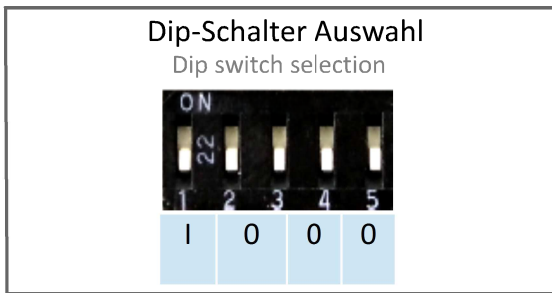 Dip-Schalter Auswahl
Dip switch selection
ON
22
1 2 3 4 5
I 0 0 0